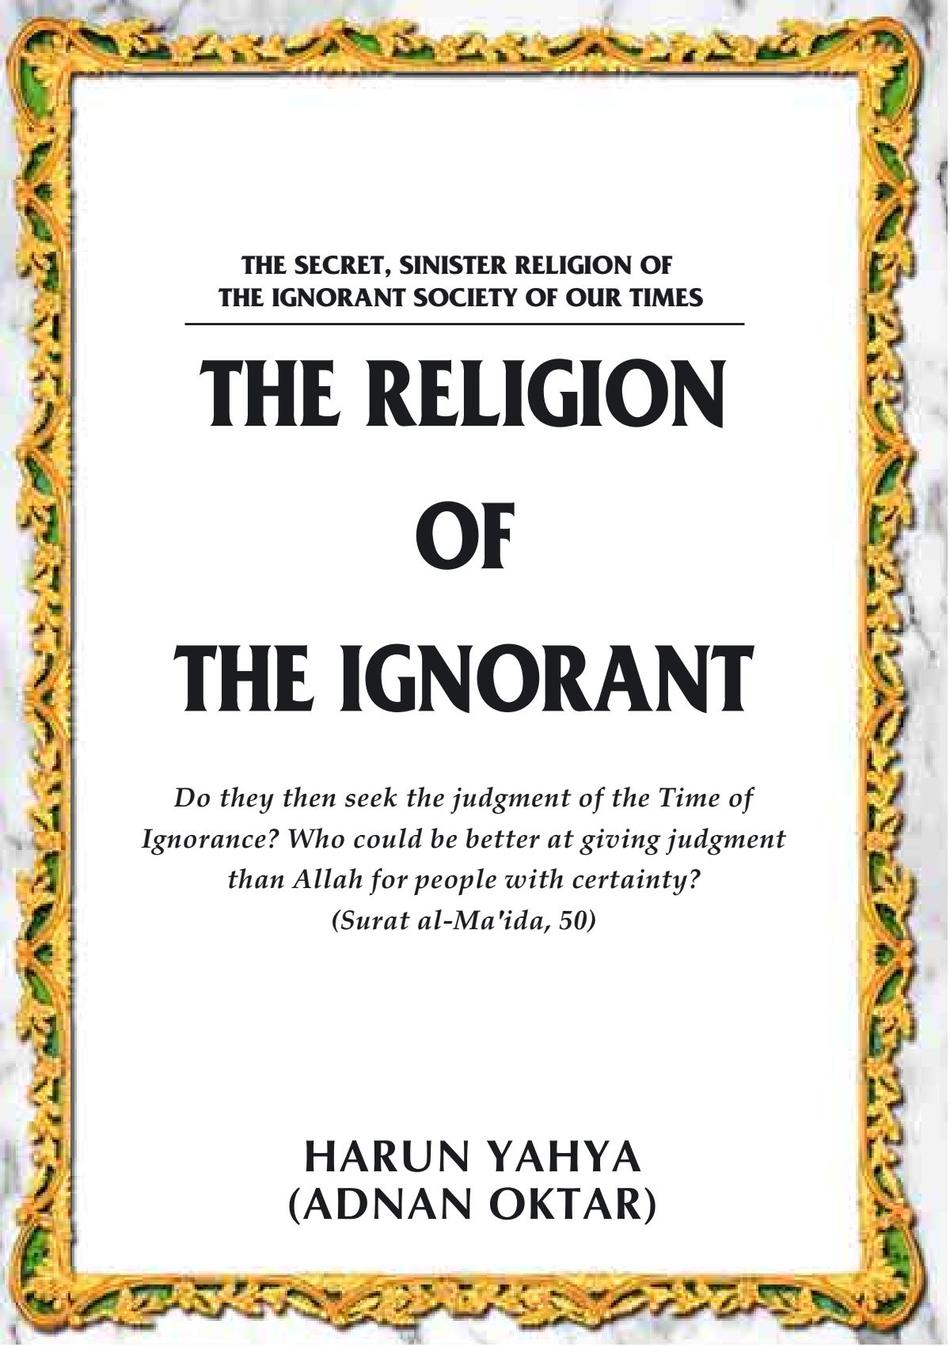 THE SECRET, SINISTER RELIGION OF
THE IGNORANT SOCIETY OF OUR TIMES
THE RELIGION
OF
THE IGNORANT
Do they then seek the judgment of the Time of
Ignorance? Who could be better at giving judgment
than Allah for people with certainty?
(Surat al-Ma'ida, 50)
HARUN YAHYA
(ADNAN OKTAR)